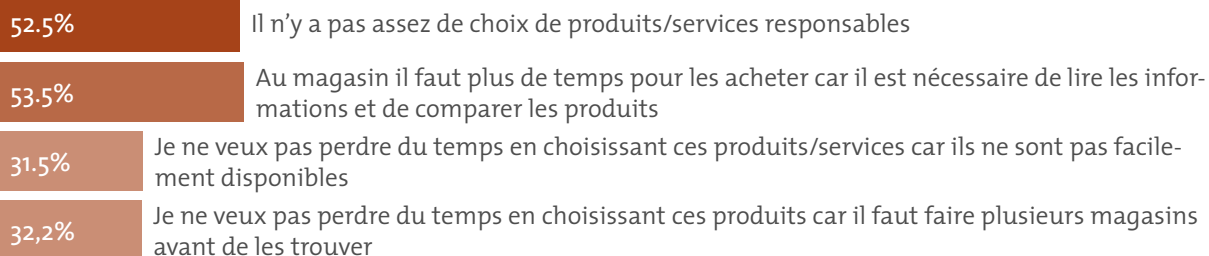 52.5% Il n'y a pas assez de choix de produits/services responsables
53.5% Au magasin il faut plus de temps pour les acheter car il est nécessaire de lire les infor-
mations et de comparer les produits
31.5% Je ne veux pas perdre du temps en choisissant ces produits/services car ils ne sont pas facile-
ment disponibles
32,2% Je ne veux pas perdre du temps en choisissant ces produits car il faut faire plusieurs magasins
avant de les trouver